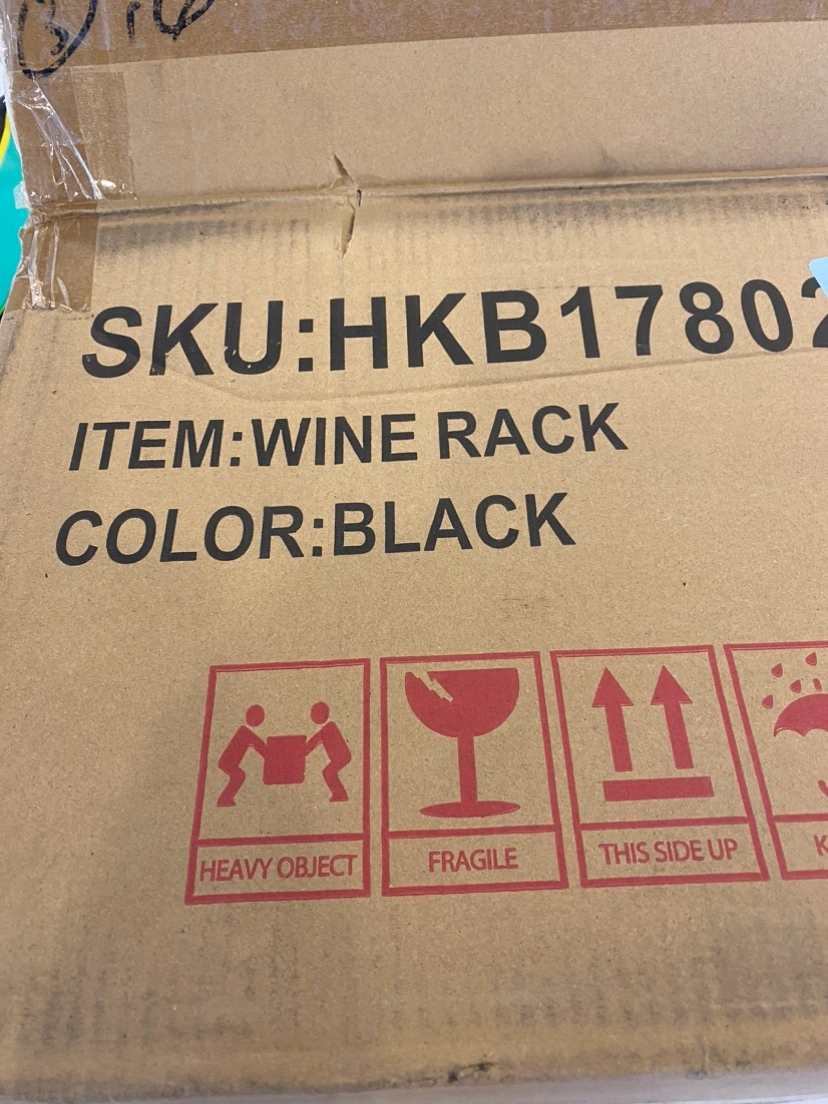 SKU:HKB17802
ITEM:WINE RACK
COLOR:BLACK
HEAVY OBJECT
FRAGILE
THIS SIDE UP